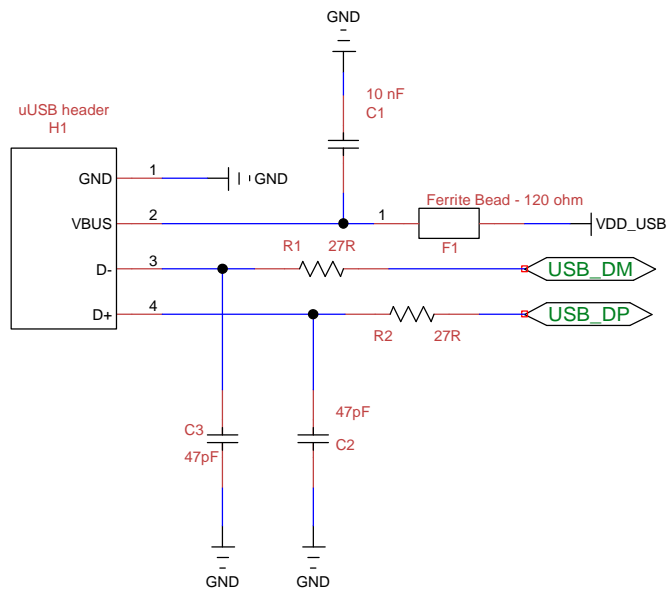 GND
10 nF
C1
uUSB header
H1
GND
1
GND
VBUS
2
1
Ferrite Bead - 120 ohm
F1
VDD_USB
D-
3
R1
27R
USB_DM
D+
4
R2
27R
USB_DP
C3
47pF
47pF
C2
GND
GND